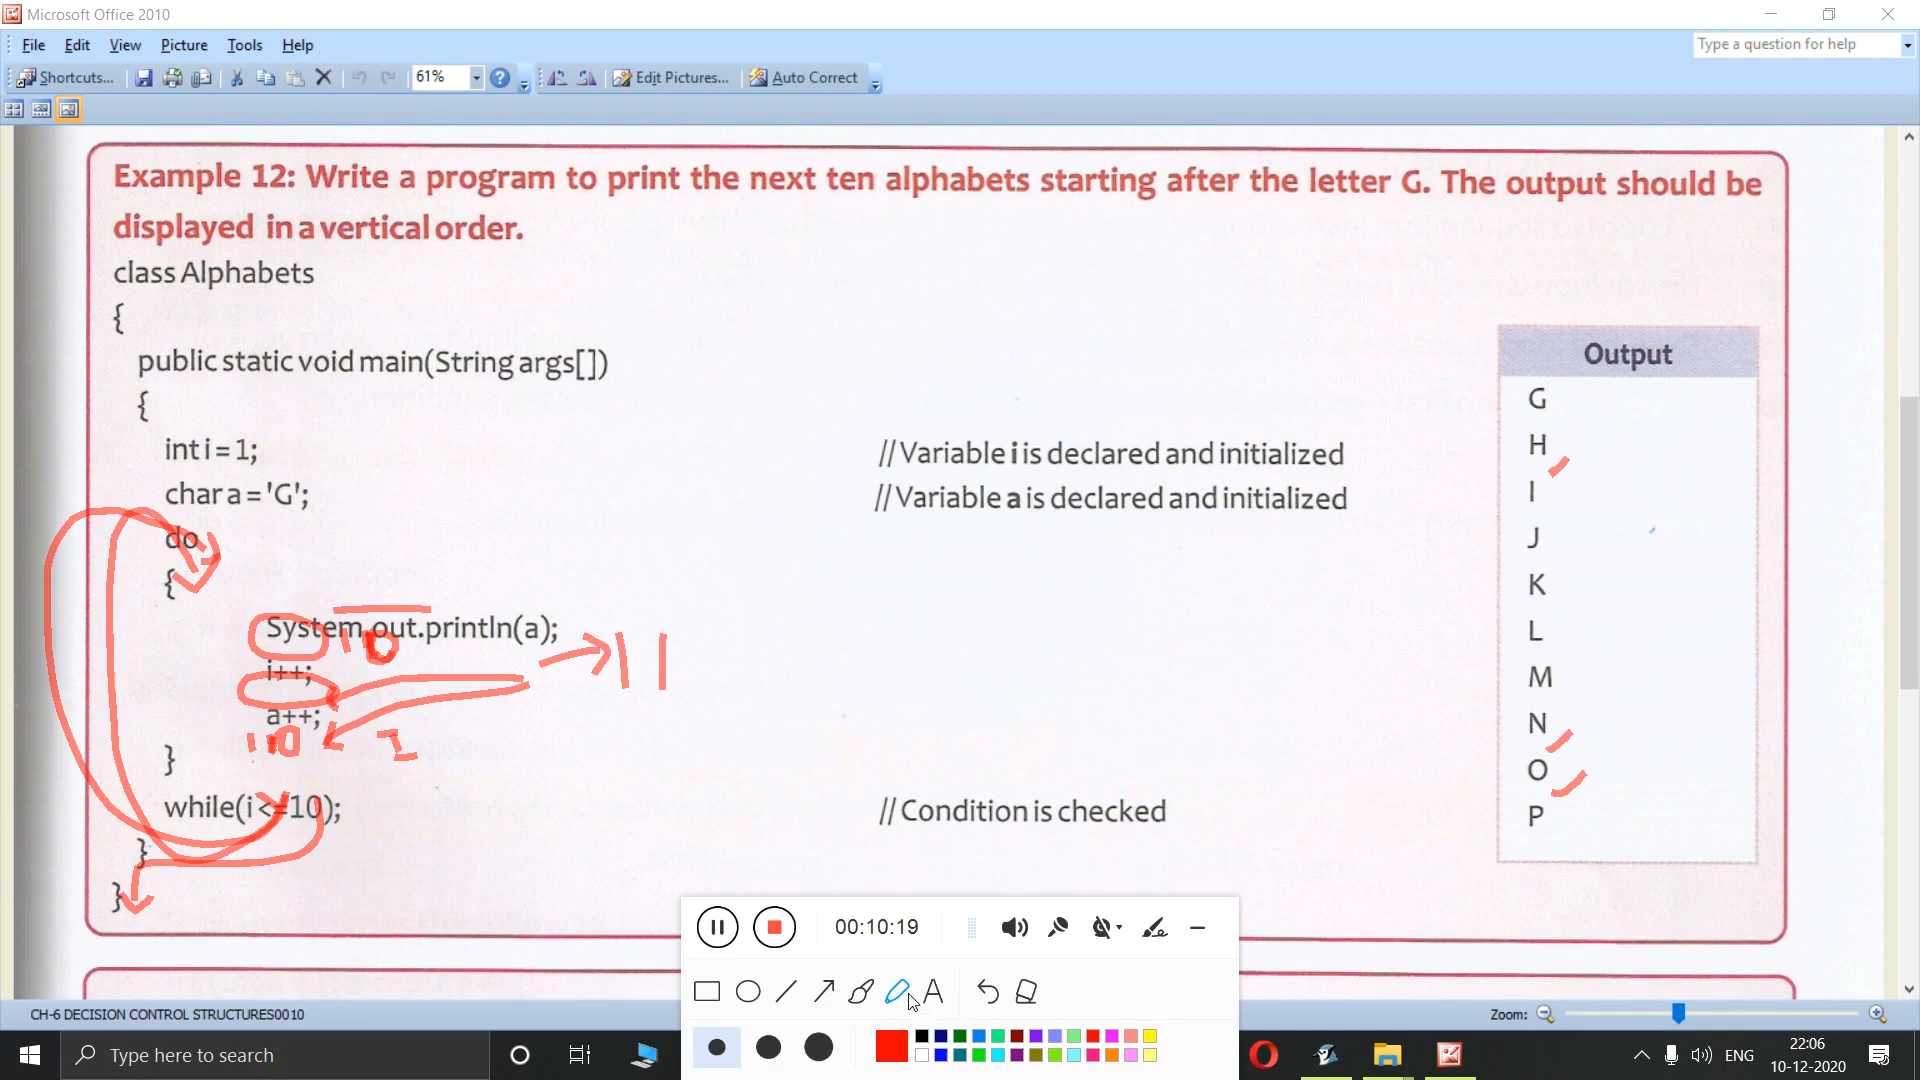 Microsoft Office 2010
File Edit View Picture Tools Help
Type a question for help
Shortcuts... 61% Edit Pictures... Auto Correct
Example 12: Write a program to print the next ten alphabets starting after the letter G. The output should be
displayed in a vertical order.
class Alphabets
{
public static void main(String args[])
{
int i = 1; // Variable i is declared and initialized
char a = 'G'; // Variable a is declared and initialized
do
{
System.out.println(a);
i++;
a++;
}
while(i<=10); // Condition is checked
}
}
Output
G
H
I
J
K
L
M
N
O
P
10
11
10 I
00:10:19
A
CH-6 DECISION CONTROL STRUCTURES0010
Zoom:
Type here to search
ENG
22:06
10-12-2020